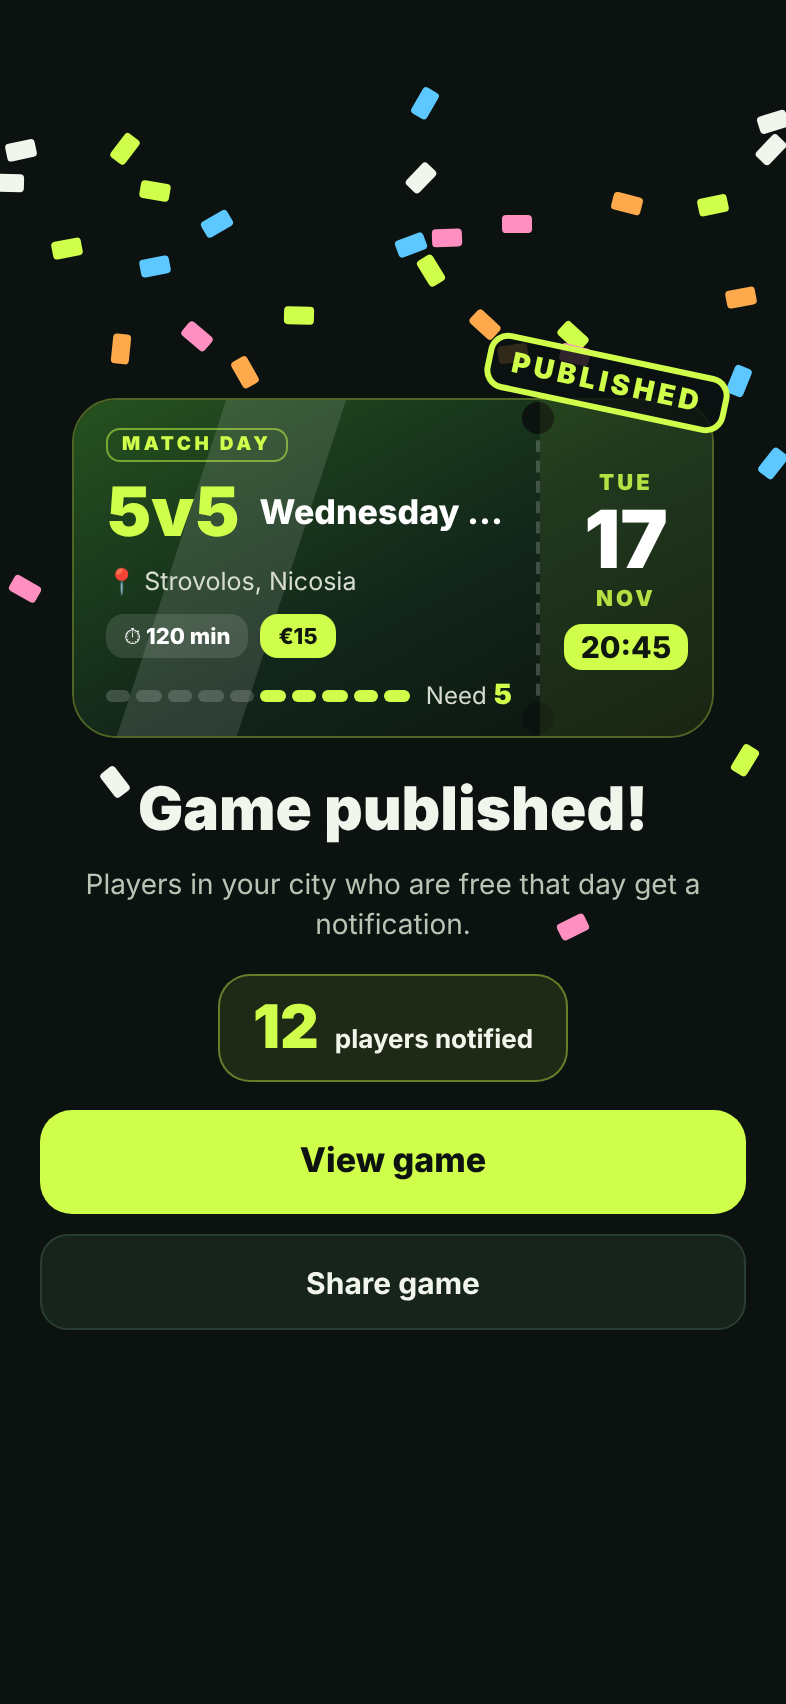 PUBLISHED
MATCH DAY
5v5 Wednesday ...
Strovolos, Nicosia
120 min €15
Need 5
TUE
17
NOV
20:45
Game published!
Players in your city who are free that day get a
notification.
12 players notified
View game
Share game